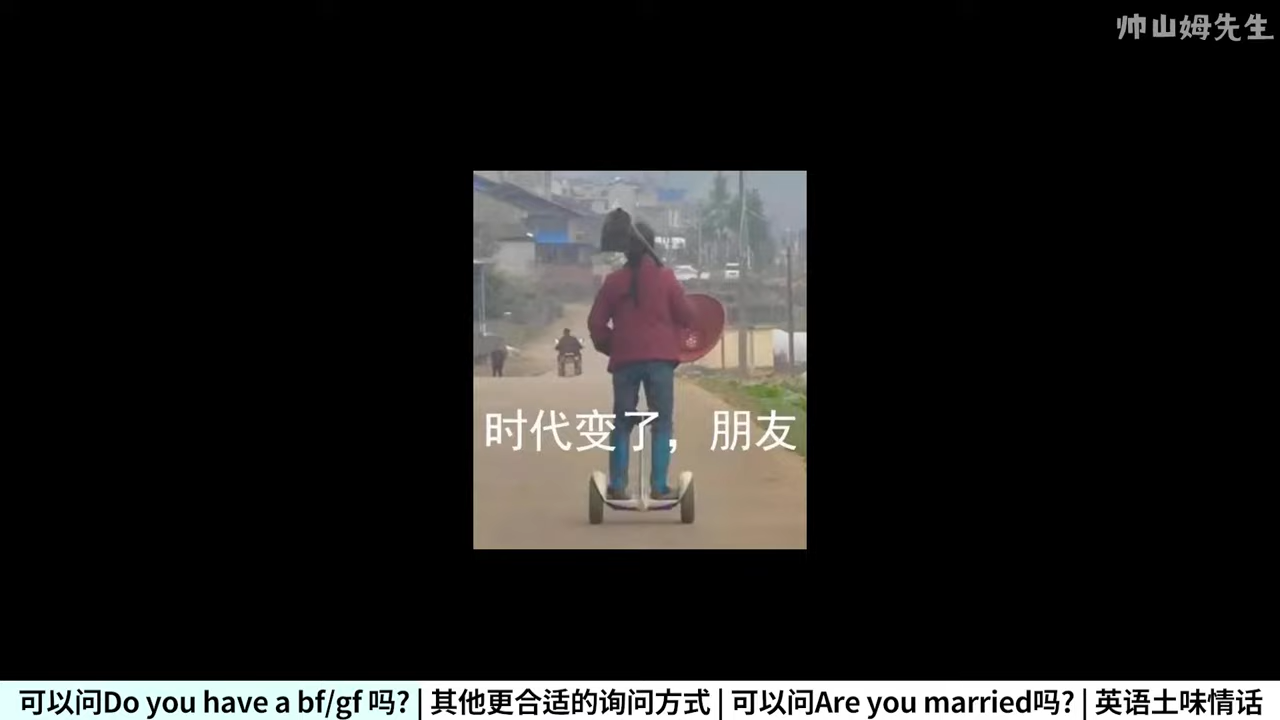 帅山姆先生
时代变了，朋友
可以问Do you have a bf/gf 吗? | 其他更合适的询问方式 | 可以问Are you married吗? | 英语土味情话